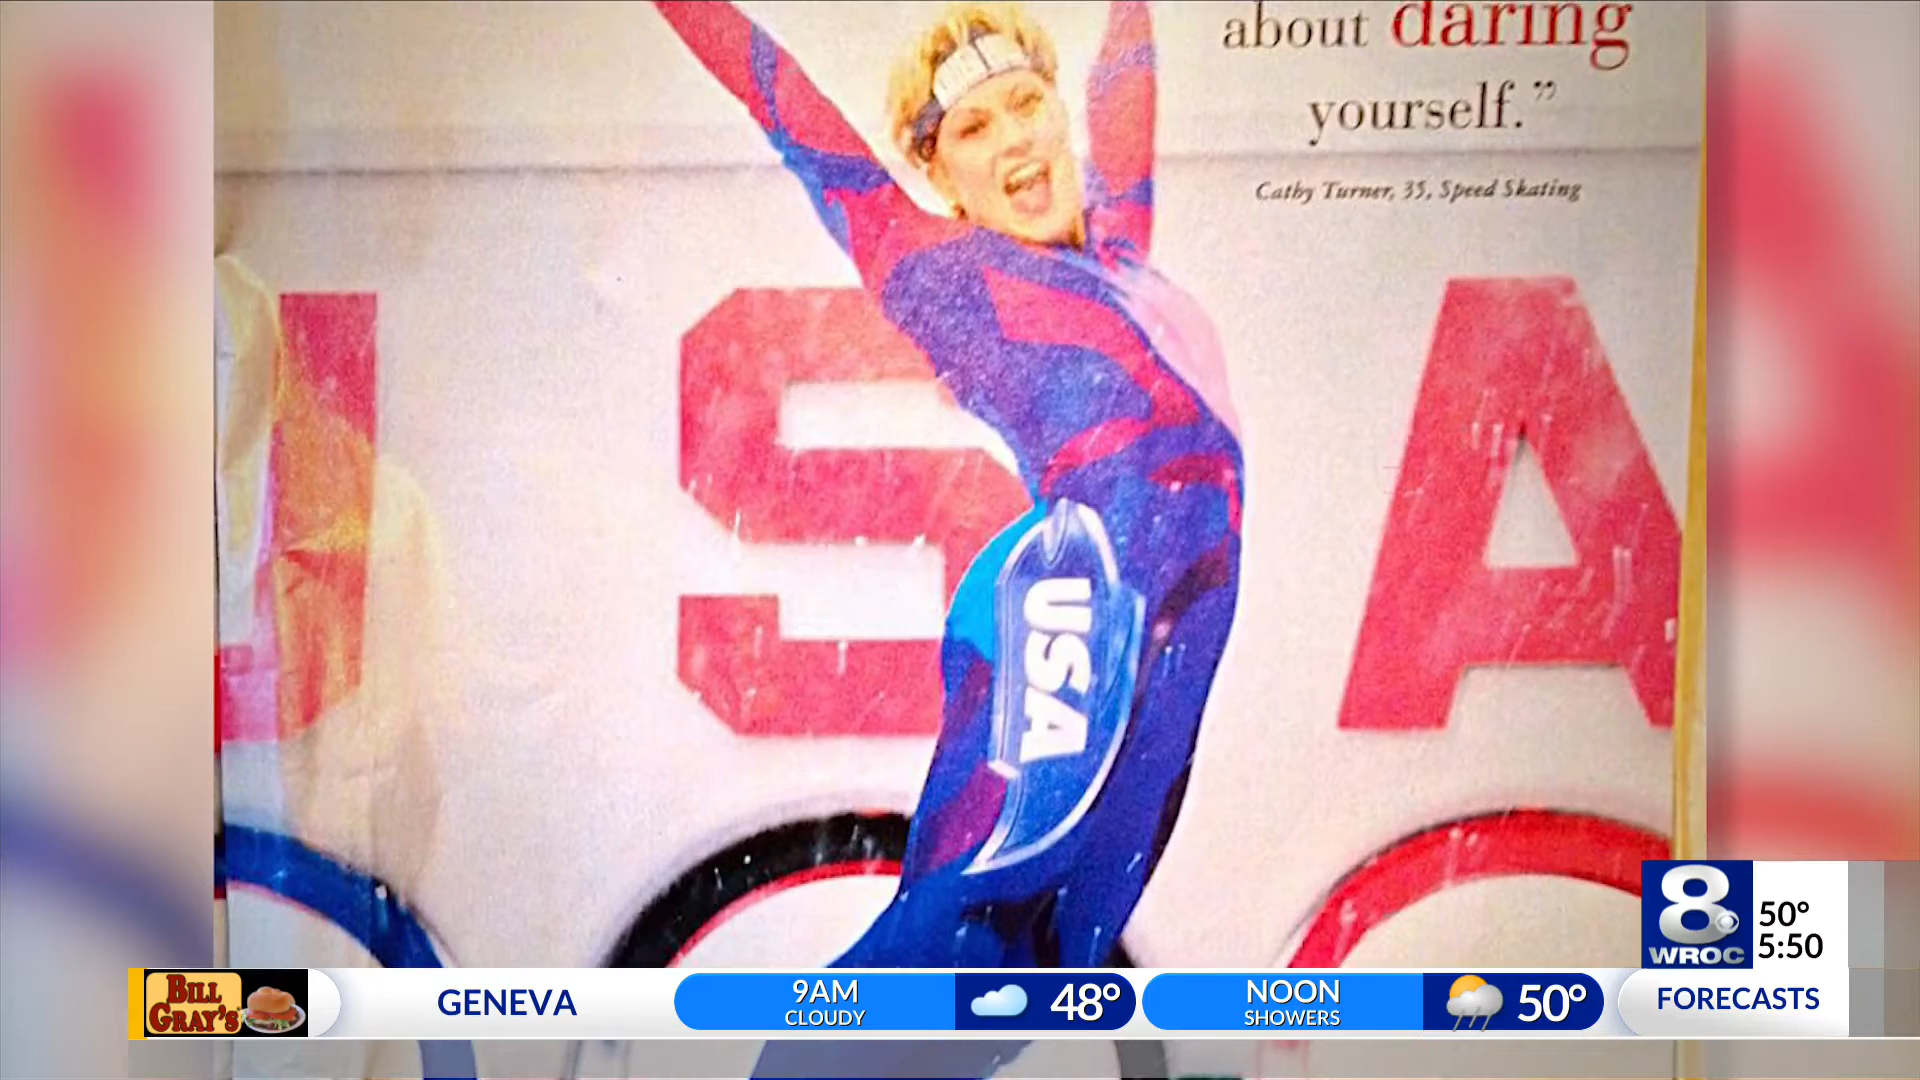 about daring
yourself.”
Cathy Turner, 35, Speed Skating
U S A
USA
8
WROC
50°
5:50
BILL
GRAY'S
GENEVA
9AM
CLOUDY
48°
NOON
SHOWERS
50°
FORECASTS